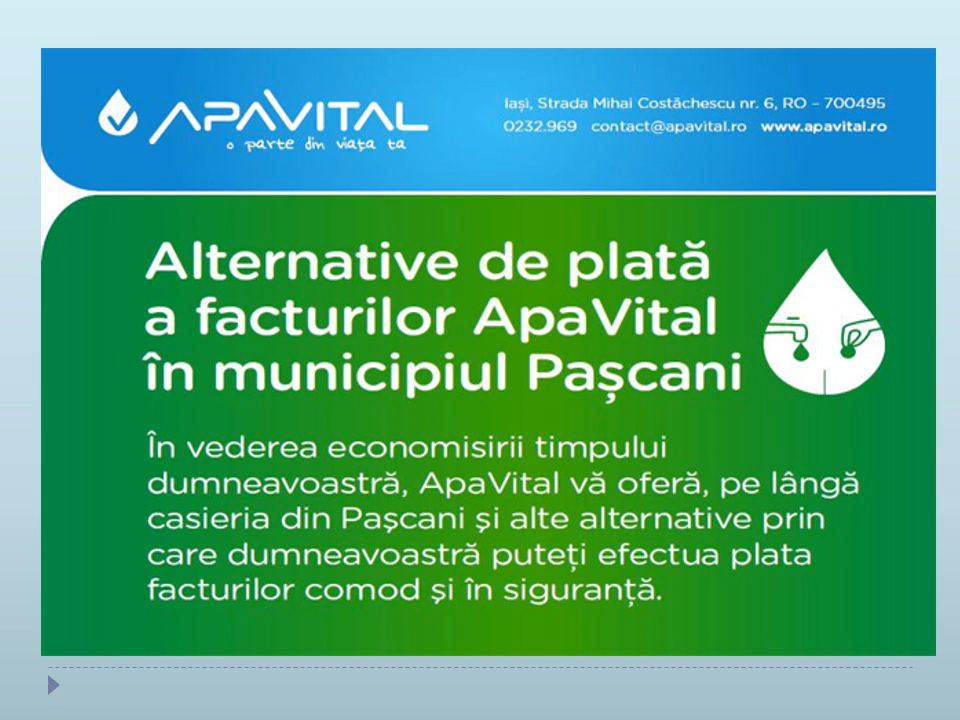 APAVITAL
o parte din viața ta
Iași, Strada Mihai Costăchescu nr. 6, RO – 700495
0232.969 contact@apavital.ro www.apavital.ro
Alternative de plată
a facturilor ApaVital
în municipiul Pașcani
În vederea economisirii timpului
dumneavoastră, ApaVital vă oferă, pe lângă
casieria din Pașcani și alte alternative prin
care dumneavoastră puteți efectua plata
facturilor comod și în siguranță.